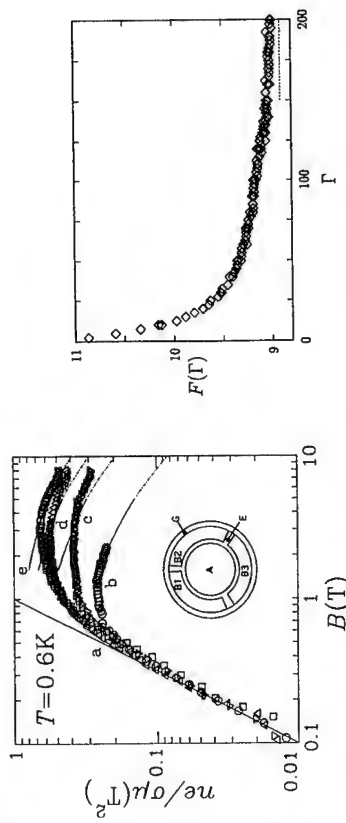 1
0.1
0.01
ne/σμ(T²)
T=0.6K
e
d
c
b
a
G
B1
B2
A
E
B3
0.1
1
10
B(T)
11
10
9
F(Γ)
0
100
200
Γ